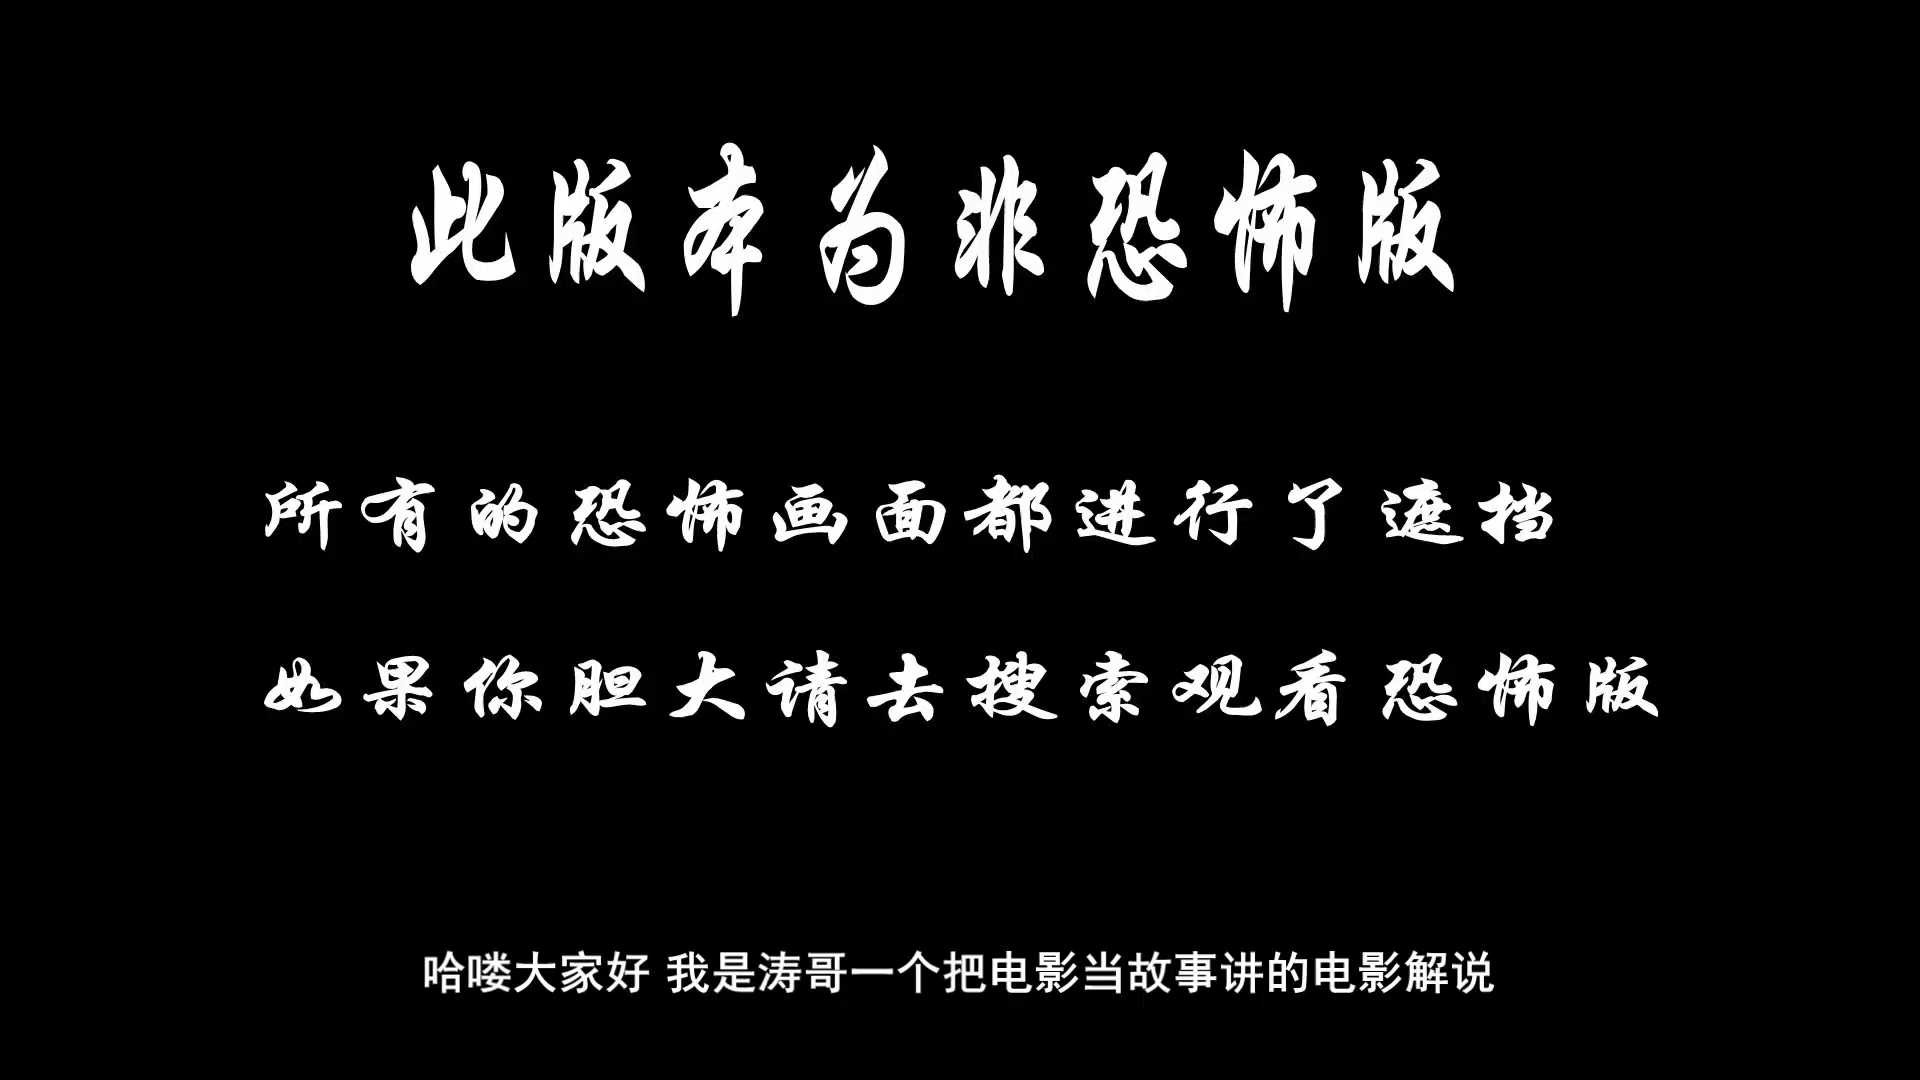 此版本为非恐怖版
所有的恐怖画面都进行了遮挡
如果你胆大请去搜索观看恐怖版
哈喽大家好 我是涛哥一个把电影当故事讲的电影解说